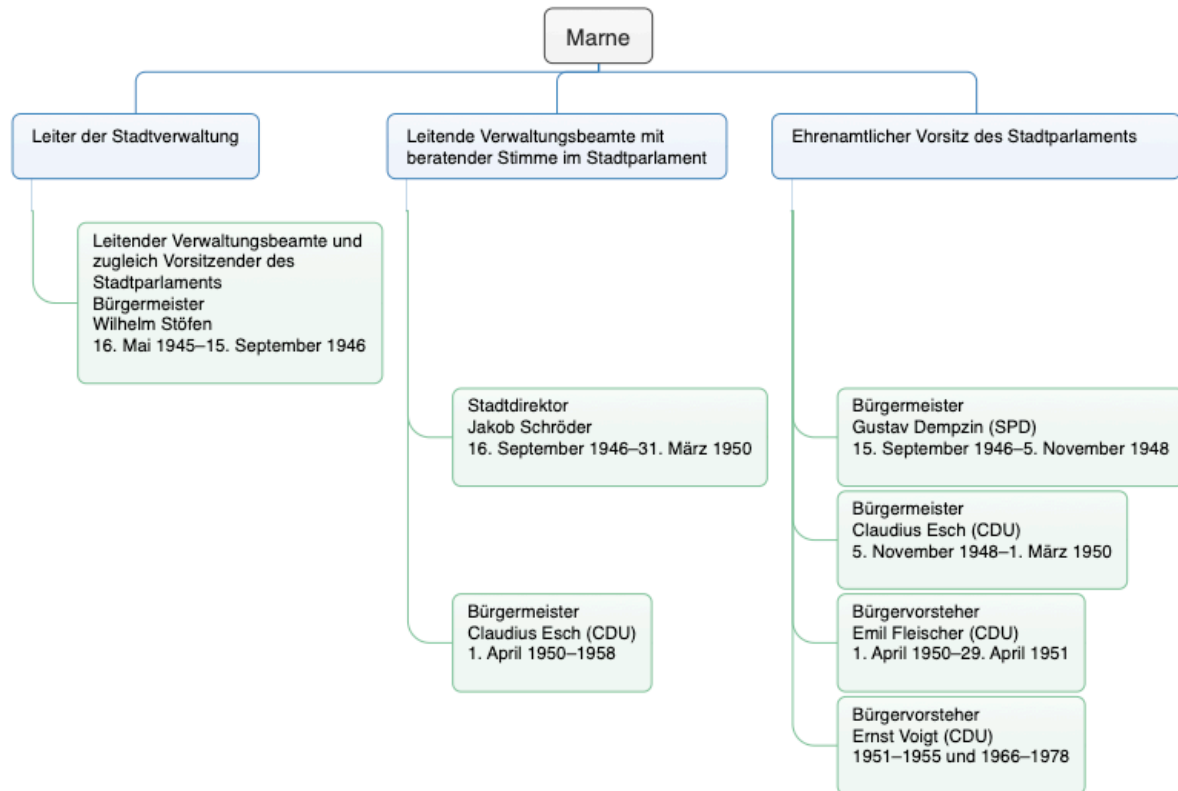 Marne
Leiter der Stadtverwaltung
Leitender Verwaltungsbeamte und
zugleich Vorsitzender des
Stadtparlaments
Bürgermeister
Wilhelm Stöfen
16. Mai 1945–15. September 1946
Leitende Verwaltungsbeamte mit
beratender Stimme im Stadtparlament
Stadtdirektor
Jakob Schröder
16. September 1946–31. März 1950
Bürgermeister
Claudius Esch (CDU)
1. April 1950–1958
Ehrenamtlicher Vorsitz des Stadtparlaments
Bürgermeister
Gustav Dempzin (SPD)
15. September 1946–5. November 1948
Bürgermeister
Claudius Esch (CDU)
5. November 1948–1. März 1950
Bürgervorsteher
Emil Fleischer (CDU)
1. April 1950–29. April 1951
Bürgervorsteher
Ernst Voigt (CDU)
1951–1955 und 1966–1978